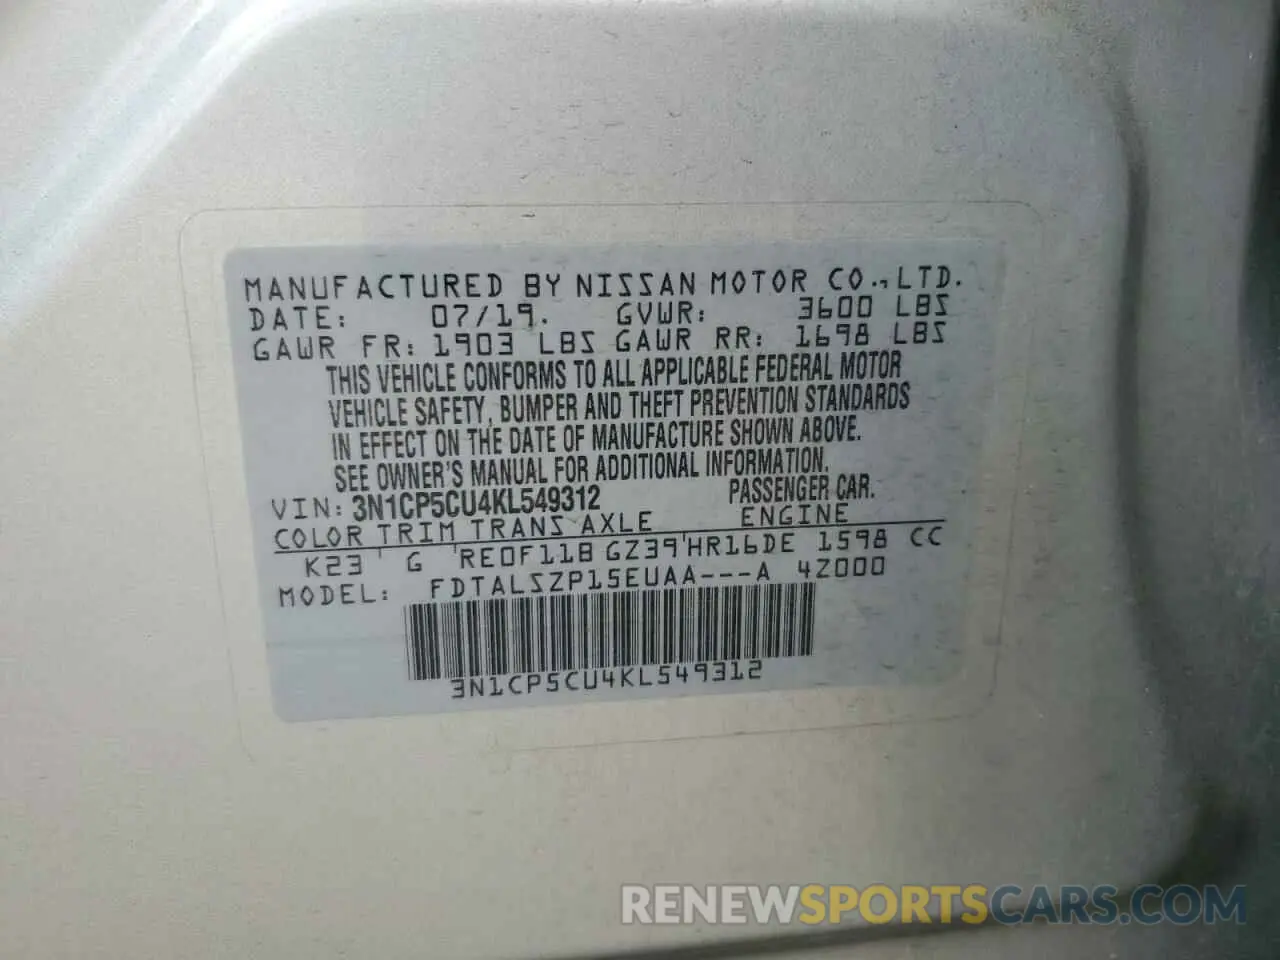 MANUFACTURED BY NISSAN MOTOR CO., LTD.
DATE: 07/19. GVWR: 3600 LBS
GAWR FR: 1903 LBS GAWR RR: 1698 LBS
THIS VEHICLE CONFORMS TO ALL APPLICABLE FEDERAL MOTOR
VEHICLE SAFETY, BUMPER AND THEFT PREVENTION STANDARDS
IN EFFECT ON THE DATE OF MANUFACTURE SHOWN ABOVE.
SEE OWNER'S MANUAL FOR ADDITIONAL INFORMATION.
VIN: 3N1CP5CU4KL549312 PASSENGER CAR.
COLOR TRIM TRANS AXLE ENGINE
K23 ' G 'RE0F11B GZ39'HR16DE 1598 CC
MODEL: FDTALSZP15EUAA---A 4Z000
3N1CP5CU4KL549312
RENEWSPORTSCARS.COM